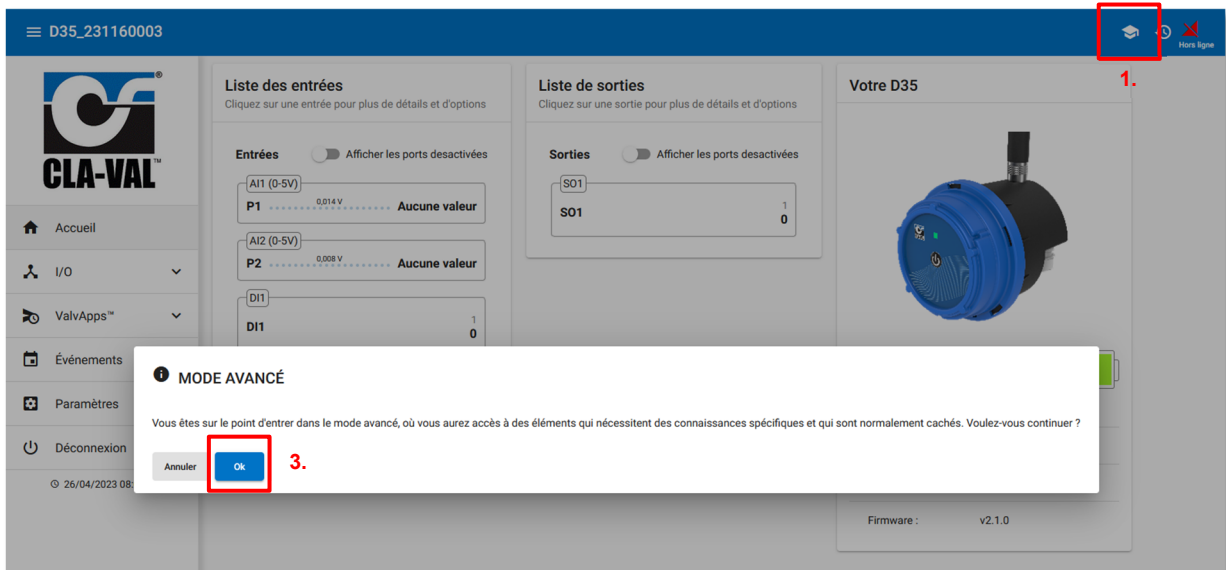 D35_231160003
Hors ligne
1.
CLA-VAL™
®
Accueil
I/O
ValvApps™
Événements
Paramètres
Déconnexion
26/04/2023 08:
Liste des entrées
Cliquez sur une entrée pour plus de détails et d'options
Entrées
Afficher les ports desactivées
AI1 (0-5V)
P1 0,014 V Aucune valeur
AI2 (0-5V)
P2 0,008 V Aucune valeur
DI1
DI1
1
0
Liste de sorties
Cliquez sur une sortie pour plus de détails et d'options
Sorties
Afficher les ports desactivées
SO1
SO1
1
0
Votre D35
MODE AVANCÉ
Vous êtes sur le point d'entrer dans le mode avancé, où vous aurez accès à des éléments qui nécessitent des connaissances spécifiques et qui sont normalement cachés. Voulez-vous continuer ?
Annuler
Ok
3.
Firmware : v2.1.0